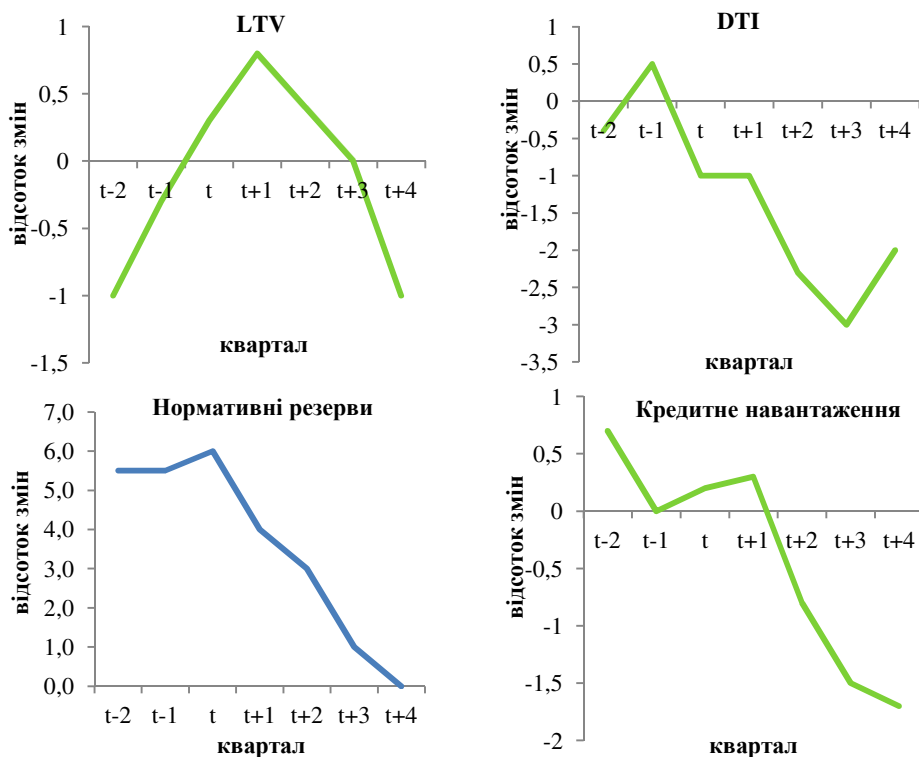 LTV
1
0,5
0
-0,5
-1
-1,5
t-2 t-1 t t+1 t+2 t+3 t+4
відсоток змін
квартал
DTI
1
0,5
0
-0,5
-1
-1,5
-2
-2,5
-3
-3,5
t-2 t-1 t t+1 t+2 t+3 t+4
відсоток змін
квартал
Нормативні резерви
7,0
6,0
5,0
4,0
3,0
2,0
1,0
0,0
t-2 t-1 t t+1 t+2 t+3 t+4
відсоток змін
квартал
Кредитне навантаження
1
0,5
0
-0,5
-1
-1,5
-2
t-2 t-1 t t+1 t+2 t+3 t+4
відсоток змін
квартал